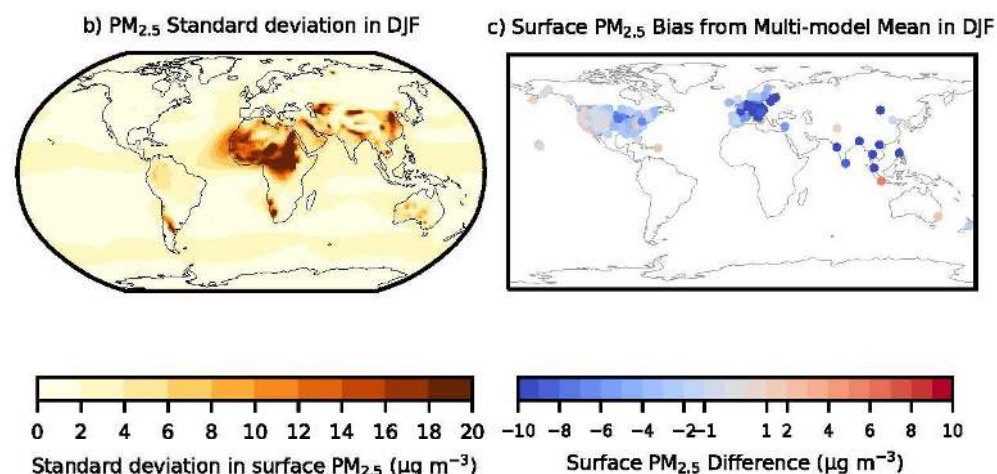 b) PM₂.₅ Standard deviation in DJF
c) Surface PM₂.₅ Bias from Multi-model Mean in DJF
0 2 4 6 8 10 12 14 16 18 20
Standard deviation in surface PM₂.₅ (µg m⁻³)
−10 −8 −6 −4 −2−1 1 2 4 6 8 10
Surface PM₂.₅ Difference (µg m⁻³)